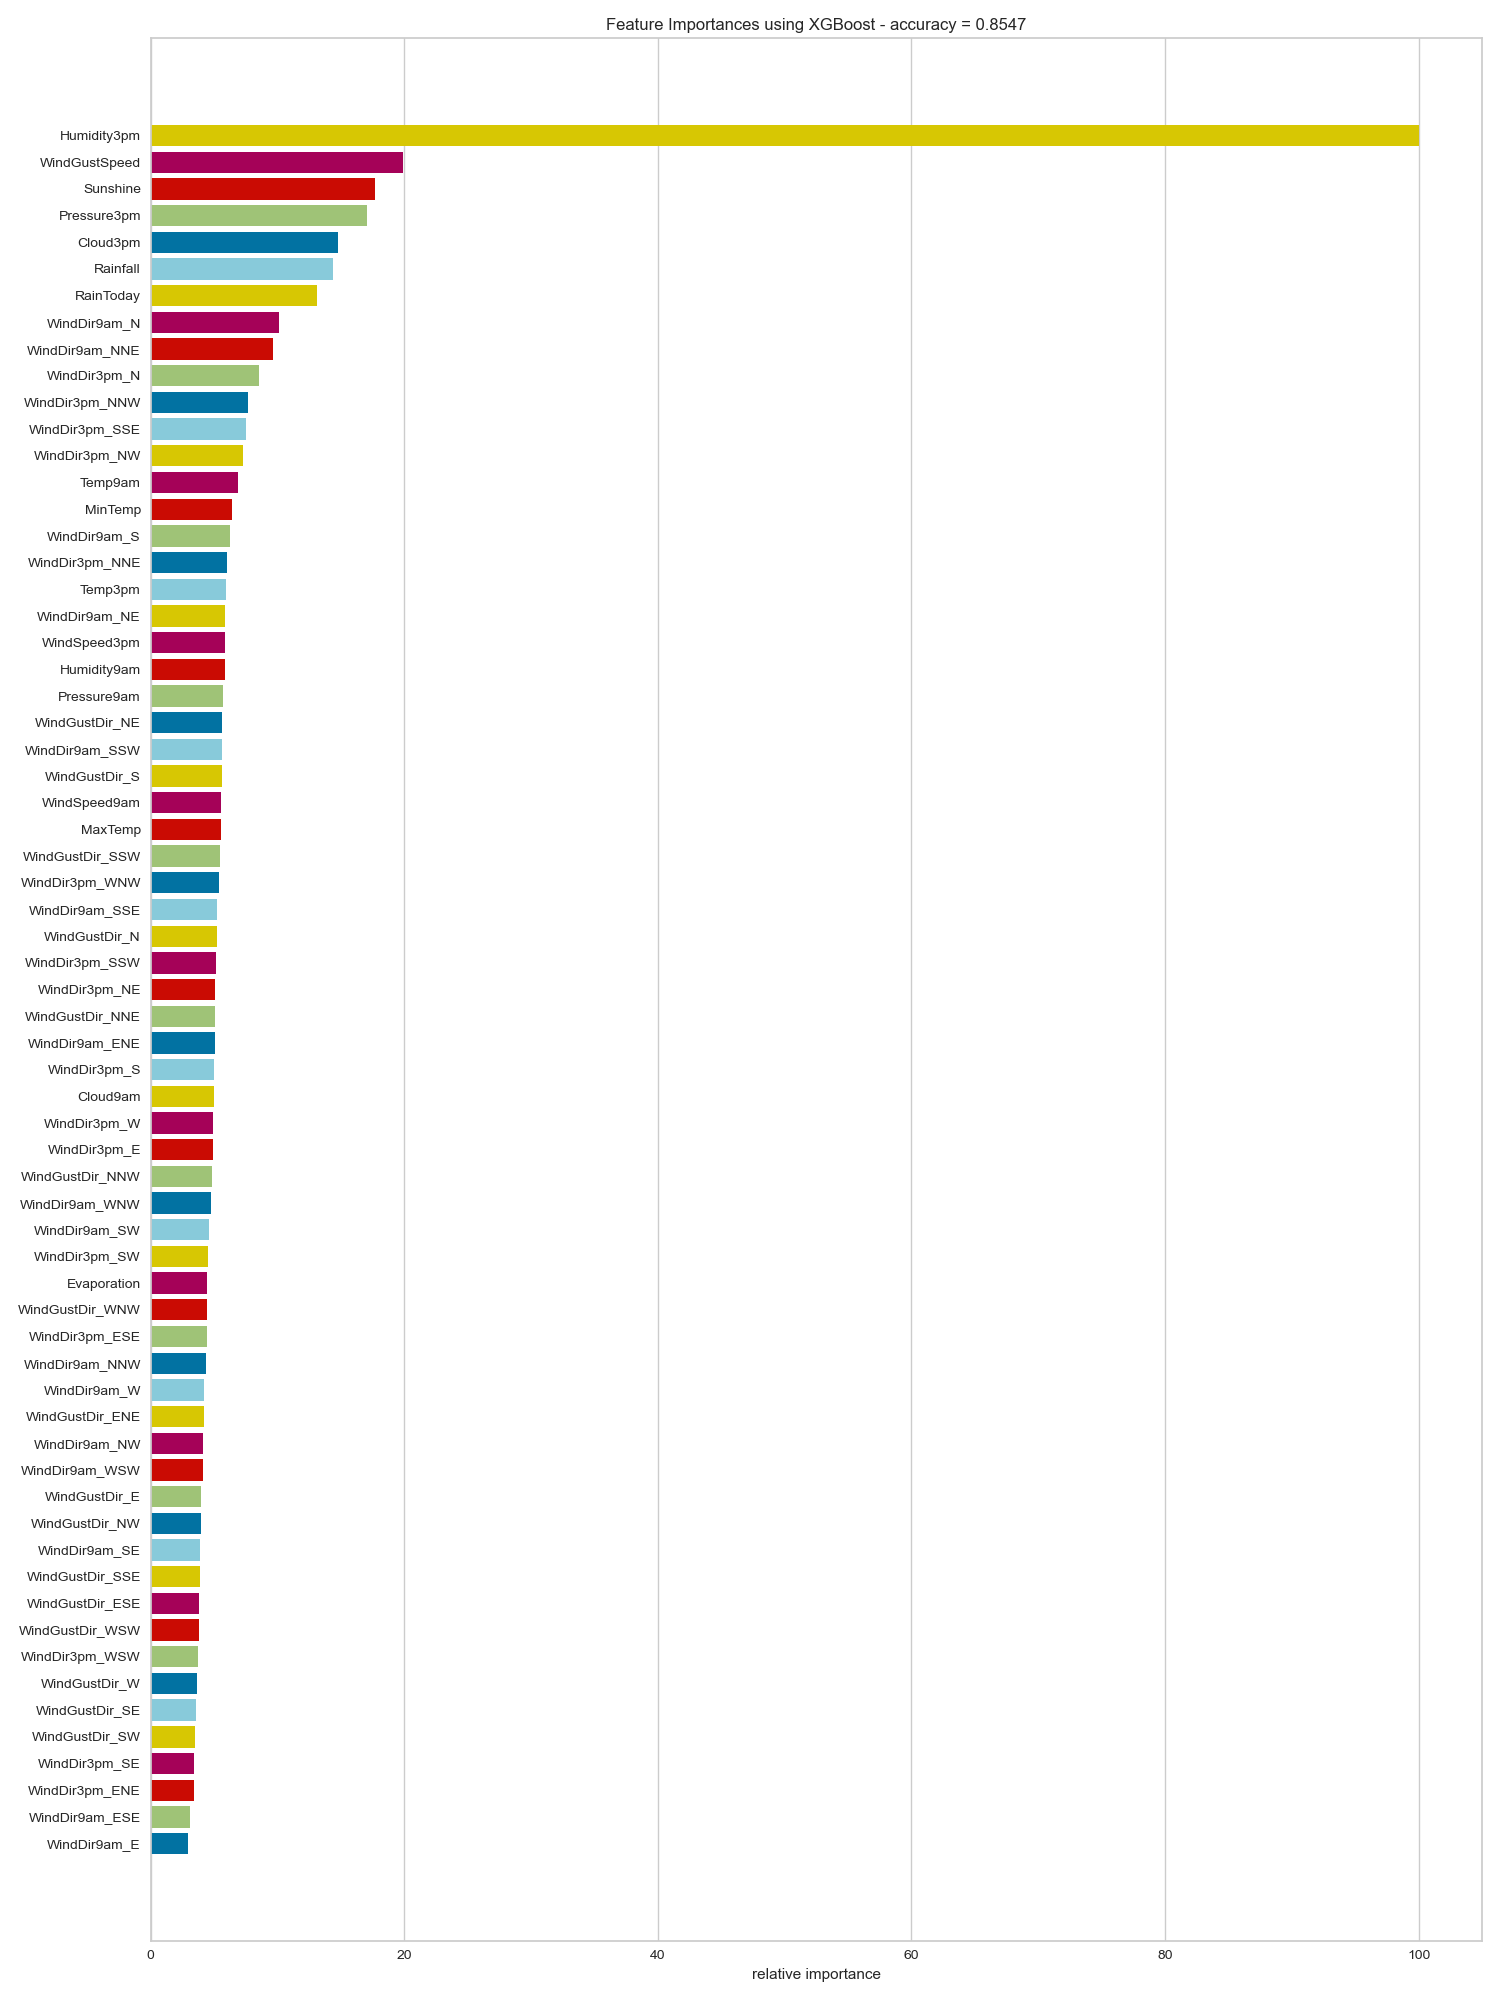 Feature Importances using XGBoost - accuracy = 0.8547
Humidity3pm
WindGustSpeed
Sunshine
Pressure3pm
Cloud3pm
Rainfall
RainToday
WindDir9am_N
WindDir9am_NNE
WindDir3pm_N
WindDir3pm_NNW
WindDir3pm_SSE
WindDir3pm_NW
Temp9am
MinTemp
WindDir9am_S
WindDir3pm_NNE
Temp3pm
WindDir9am_NE
WindSpeed3pm
Humidity9am
Pressure9am
WindGustDir_NE
WindDir9am_SSW
WindGustDir_S
WindSpeed9am
MaxTemp
WindGustDir_SSW
WindDir3pm_WNW
WindDir9am_SSE
WindGustDir_N
WindDir3pm_SSW
WindDir3pm_NE
WindGustDir_NNE
WindDir9am_ENE
WindDir3pm_S
Cloud9am
WindDir3pm_W
WindDir3pm_E
WindGustDir_NNW
WindDir9am_WNW
WindDir9am_SW
WindDir3pm_SW
Evaporation
WindGustDir_WNW
WindDir3pm_ESE
WindDir9am_NNW
WindDir9am_W
WindGustDir_ENE
WindDir9am_NW
WindDir9am_WSW
WindGustDir_E
WindGustDir_NW
WindDir9am_SE
WindGustDir_SSE
WindGustDir_ESE
WindGustDir_WSW
WindDir3pm_WSW
WindGustDir_W
WindGustDir_SE
WindGustDir_SW
WindDir3pm_SE
WindDir3pm_ENE
WindDir9am_ESE
WindDir9am_E
0 20 40 60 80 100
relative importance